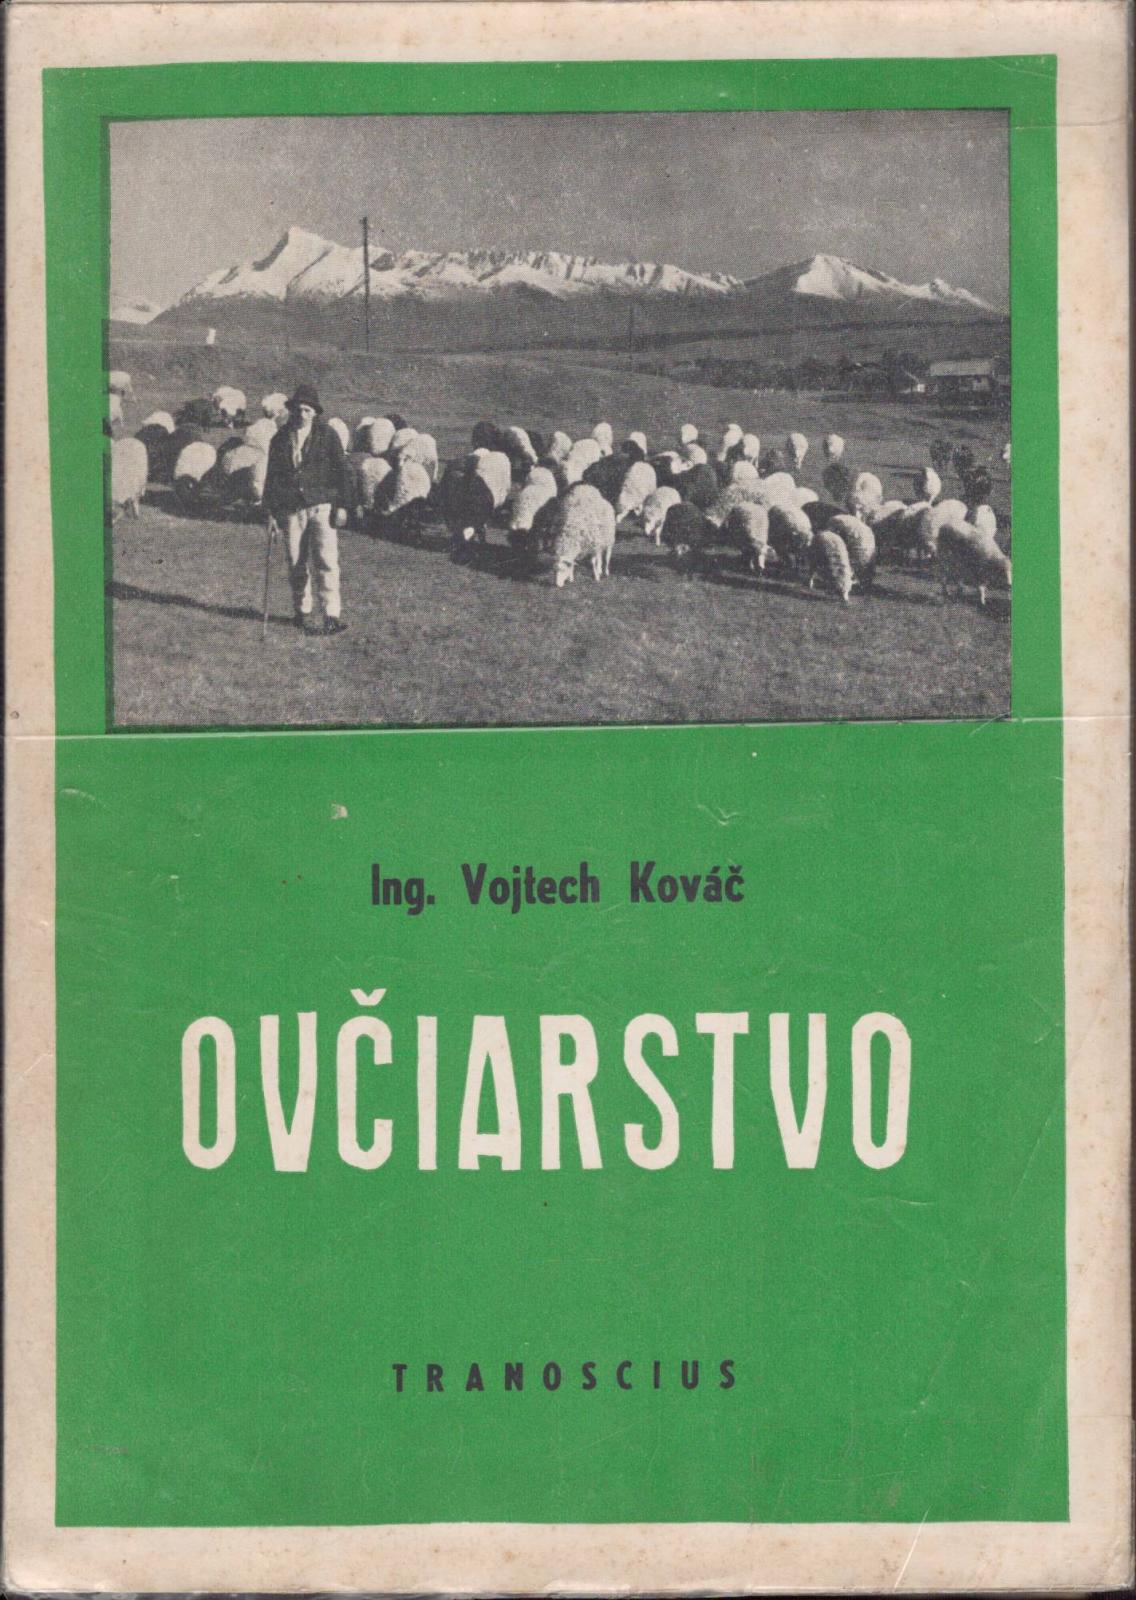 Ing. Vojtech Kováč
OVČIARSTVO
TRANOSCIUS